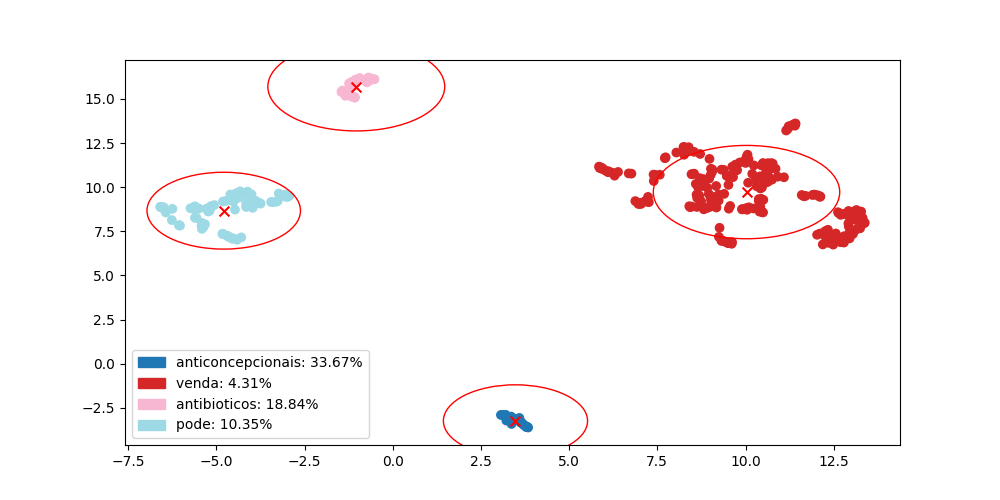 15.0
12.5
10.0
7.5
5.0
2.5
0.0
−2.5
anticoncepcionais: 33.67%
venda: 4.31%
antibioticos: 18.84%
pode: 10.35%
−7.5 −5.0 −2.5 0.0 2.5 5.0 7.5 10.0 12.5